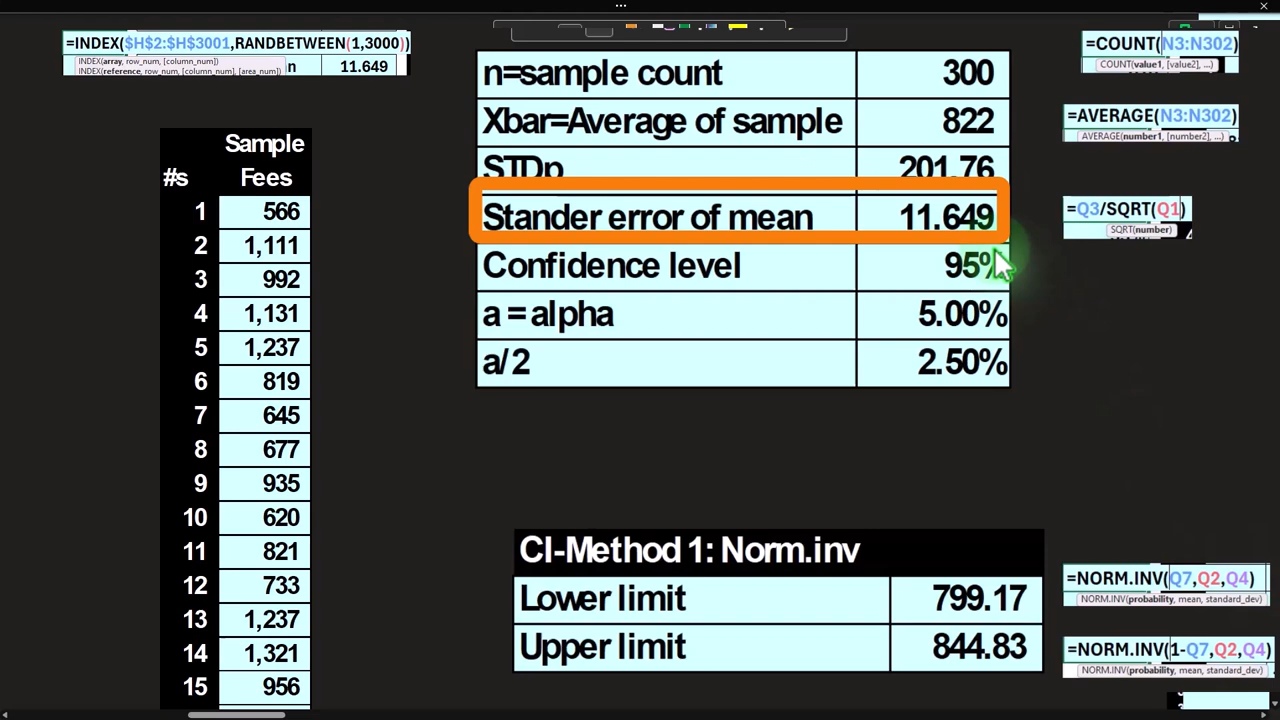 =INDEX($H$2:$H$3001,RANDBETWEEN(1,3000))
INDEX(array, row_num, [column_num])
INDEX(reference, row_num, [column_num], [area_num])
n 11.649
Sample
#s Fees
1 566
2 1,111
3 992
4 1,131
5 1,237
6 819
7 645
8 677
9 935
10 620
11 821
12 733
13 1,237
14 1,321
15 956
n=sample count 300
Xbar=Average of sample 822
STDp 201.76
Stander error of mean 11.649
Confidence level 95%
a = alpha 5.00%
a/2 2.50%
CI-Method 1: Norm.inv
Lower limit 799.17
Upper limit 844.83
=COUNT(N3:N302)
COUNT(value1, [value2], ...)
=AVERAGE(N3:N302)
AVERAGE(number1, [number2], ...)
=Q3/SQRT(Q1)
SQRT(number)
=NORM.INV(Q7,Q2,Q4)
NORM.INV(probability, mean, standard_dev)
=NORM.INV(1-Q7,Q2,Q4)
NORM.INV(probability, mean, standard_dev)